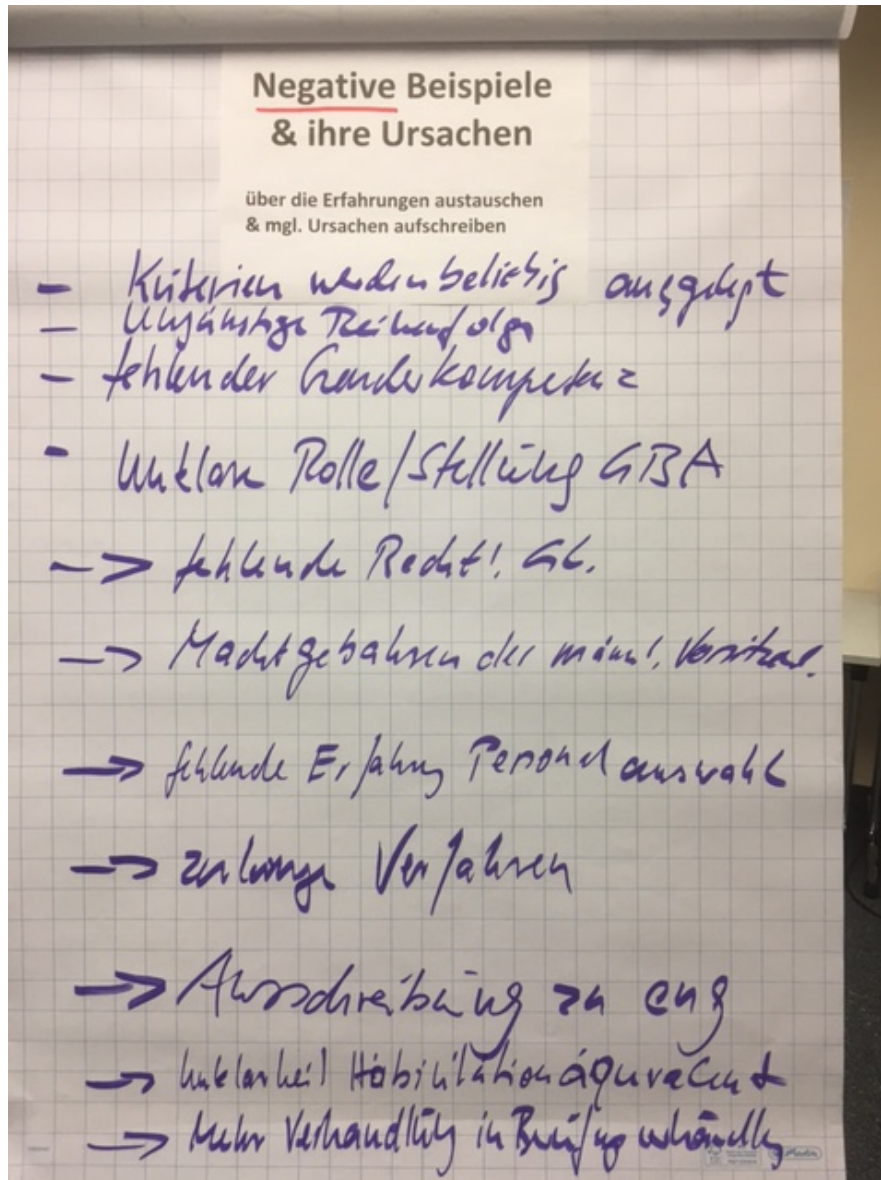 Negative Beispiele
& ihre Ursachen
über die Erfahrungen austauschen
& mgl. Ursachen aufschreiben
- Kriterien werden beliebig ausgelegt
- Ungünstige Reihenfolge
- fehlender Genderkompetenz
- Unklare Rolle/Stellung GBA
-> fehlende Rechtl. GL.
-> Machtgebahren der männl. Vorsitzend.
-> fehlende Erfahrung Personalauswahl
-> zu lange Verfahren
-> Ausschreibung zu eng
-> Unklarheit Habilitationäquivalent
-> Mehr Verhandlung in